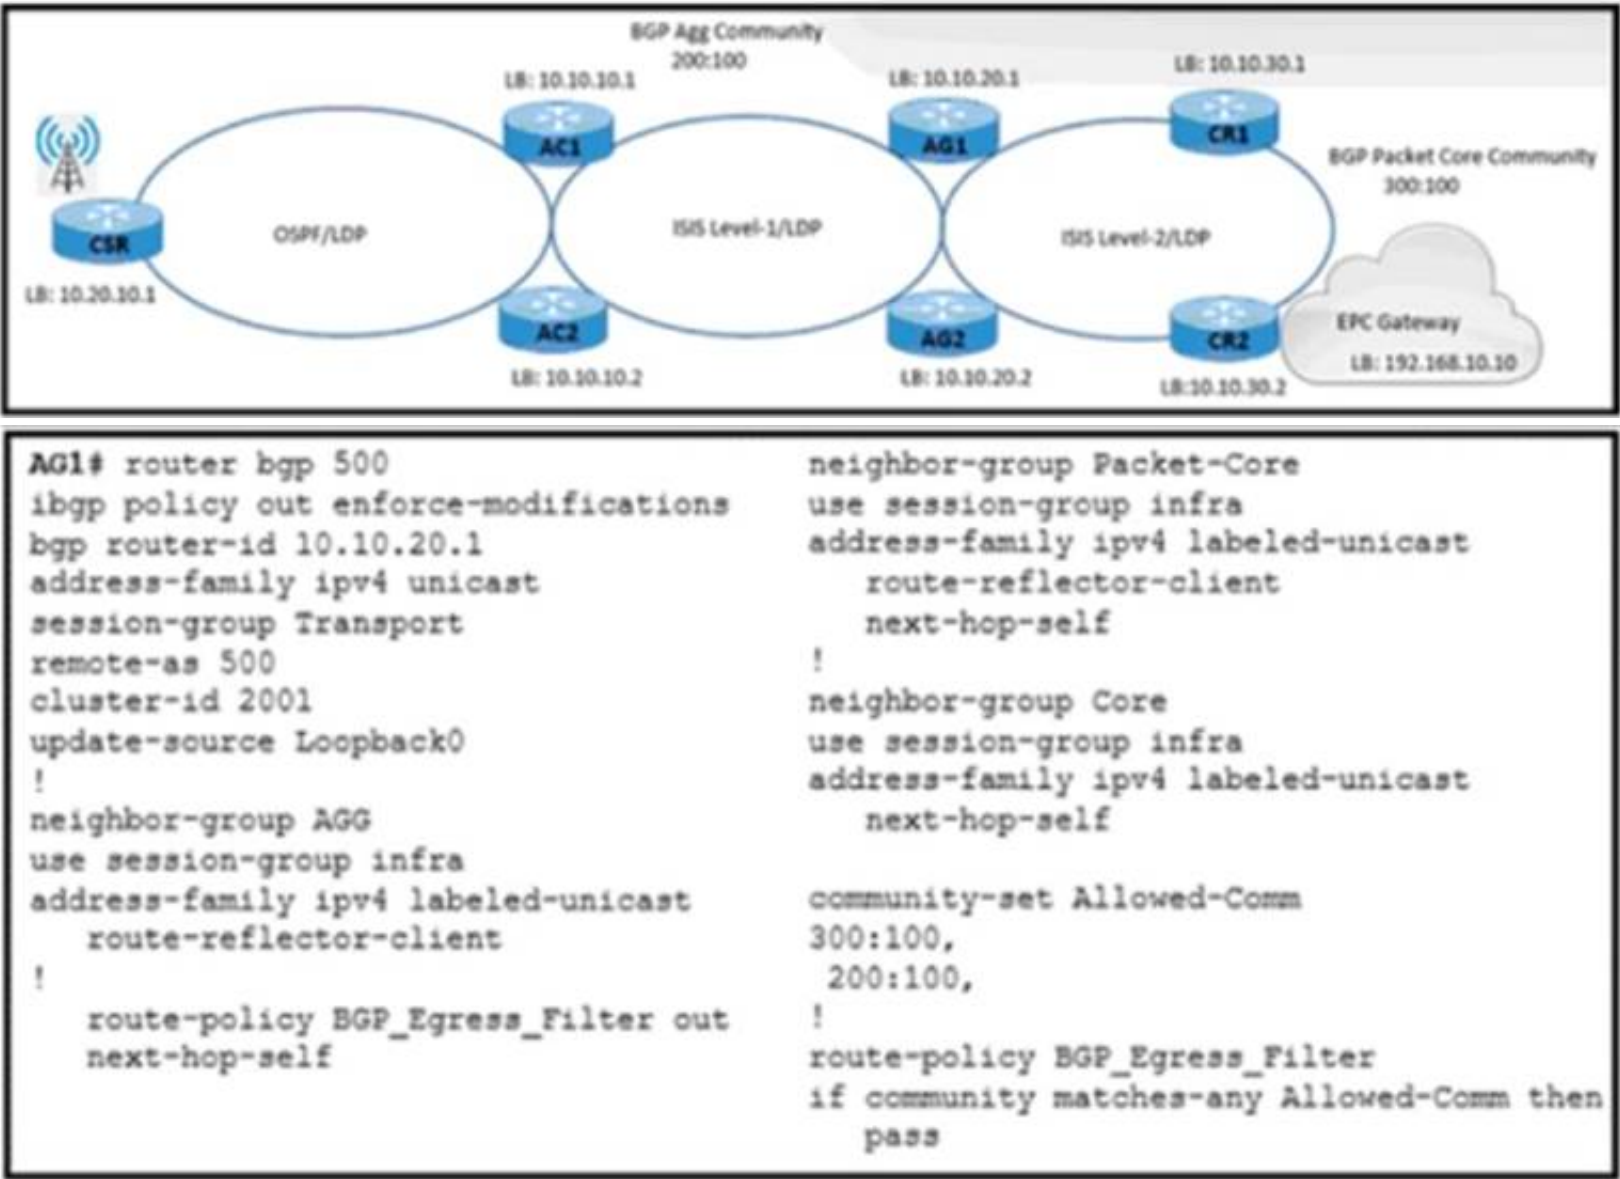 BGP Agg Community
200:100
LB: 10.10.10.1
LB: 10.10.20.1
LB: 10.10.30.1
AC1
AG1
CR1
BGP Packet Core Community
300:100
CSR
OSPF/LDP
ISIS Level-1/LDP
ISIS Level-2/LDP
LB: 10.20.10.1
AC2
AG2
CR2
EPC Gateway
LB: 192.168.10.10
LB: 10.10.10.2
LB: 10.10.20.2
LB:10.10.30.2
AG1# router bgp 500
ibgp policy out enforce-modifications
bgp router-id 10.10.20.1
address-family ipv4 unicast
session-group Transport
remote-as 500
cluster-id 2001
update-source Loopback0
!
neighbor-group AGG
use session-group infra
address-family ipv4 labeled-unicast
route-reflector-client
!
route-policy BGP_Egress_Filter out
next-hop-self
neighbor-group Packet-Core
use session-group infra
address-family ipv4 labeled-unicast
route-reflector-client
next-hop-self
!
neighbor-group Core
use session-group infra
address-family ipv4 labeled-unicast
next-hop-self
community-set Allowed-Comm
300:100,
200:100,
!
route-policy BGP_Egress_Filter
if community matches-any Allowed-Comm then
pass